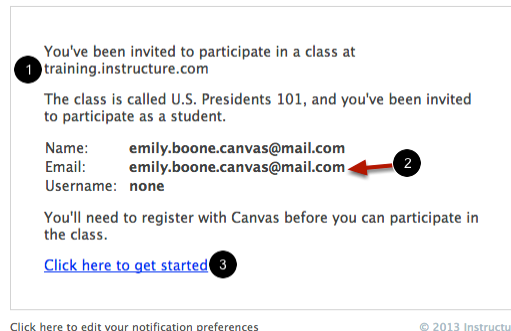 You've been invited to participate in a class at
1 training.instructure.com
The class is called U.S. Presidents 101, and you've been invited
to participate as a student.
Name: emily.boone.canvas@mail.com
Email: emily.boone.canvas@mail.com 2
Username: none
You'll need to register with Canvas before you can participate in
the class.
Click here to get started 3
Click here to edit your notification preferences
© 2013